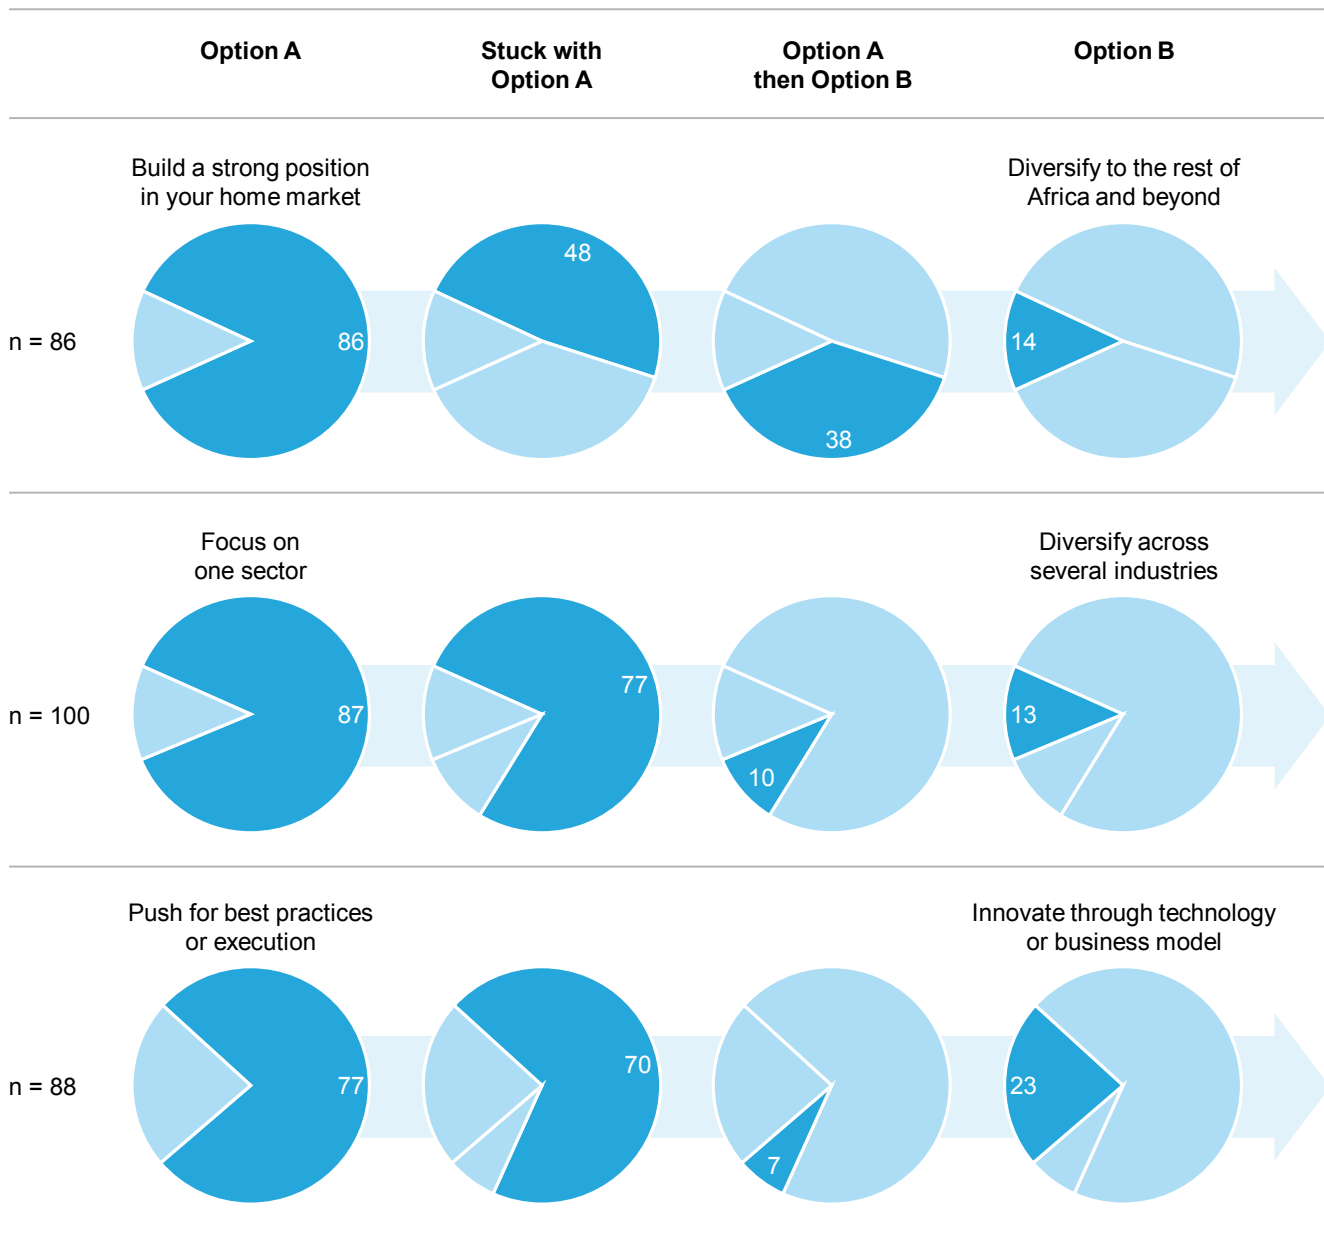 Option A
Stuck with
Option A
Option A
then Option B
Option B
Build a strong position
in your home market
Diversify to the rest of
Africa and beyond
n = 86
86
48
38
14
Focus on
one sector
Diversify across
several industries
n = 100
87
77
10
13
Push for best practices
or execution
Innovate through technology
or business model
n = 88
77
70
7
23